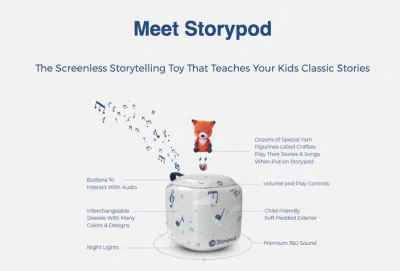 Meet Storypod
The Screenless Storytelling Toy That Teaches Your Kids Classic Stories
Dozens of Special Yarn
Figurines called Crafties
Play Their Stories & Songs
When Put on Storypod
Buttons To
Interact With Audio
Volume and Play Controls
Interchangeable
Sleeves With Many
Colors & Designs
Child Friendly
Soft Padded Exterior
Storypod
Night Lights
Premium 360 Sound